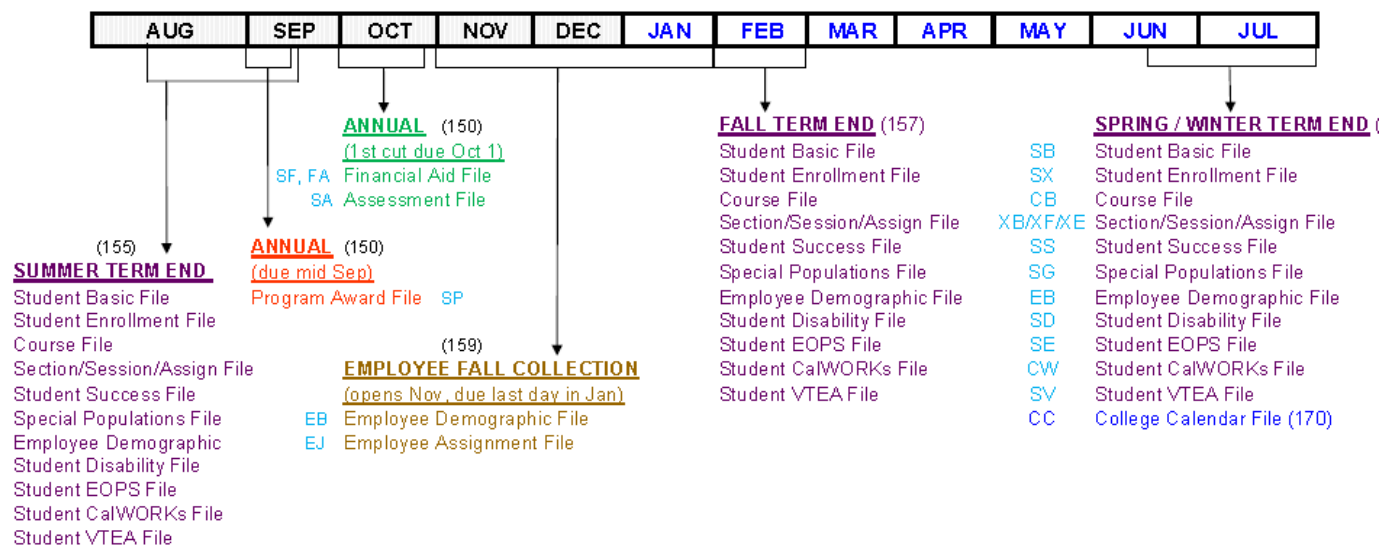 AUG SEP OCT NOV DEC JAN FEB MAR APR MAY JUN JUL
ANNUAL (150)
(1st cut due Oct 1)
SF, FA Financial Aid File
SA Assessment File
(155)
SUMMER TERM END
Student Basic File
Student Enrollment File
Course File
Section/Session/Assign File
Student Success File
Special Populations File
Employee Demographic
Student Disability File
Student EOPS File
Student CalWORKs File
Student VTEA File
ANNUAL (150)
(due mid Sep)
Program Award File SP
(159)
EMPLOYEE FALL COLLECTION
(opens Nov, due last day in Jan)
EB Employee Demographic File
EJ Employee Assignment File
FALL TERM END (157)
Student Basic File
Student Enrollment File
Course File
Section/Session/Assign File
Student Success File
Special Populations File
Employee Demographic File
Student Disability File
Student EOPS File
Student CalWORKs File
Student VTEA File
SPRING / WINTER TERM END (
SB Student Basic File
SX Student Enrollment File
CB Course File
XB/XF/XE Section/Session/Assign File
SS Student Success File
SG Special Populations File
EB Employee Demographic File
SD Student Disability File
SE Student EOPS File
CW Student CalWORKs File
SV Student VTEA File
CC College Calendar File (170)